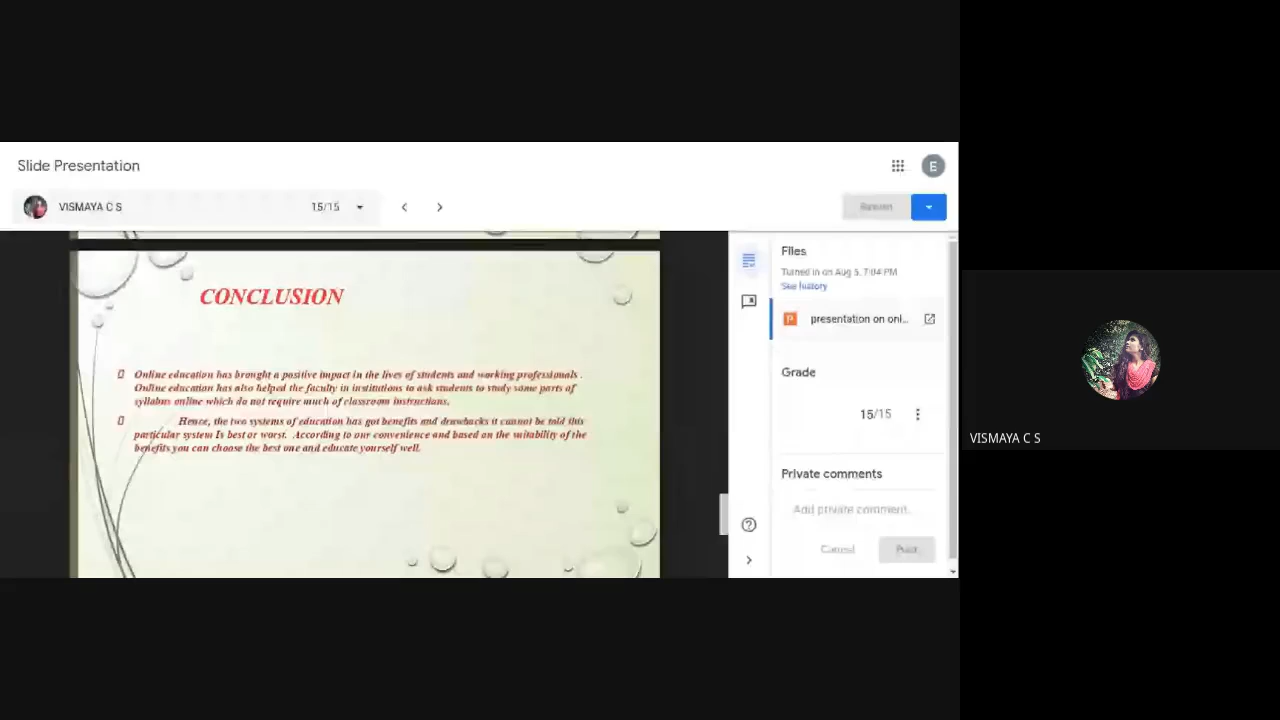 Slide Presentation
E
VISMAYA C S
15/15
Return
CONCLUSION
Online education has brought a positive impact in the lives of students and working professionals .
Online education has also helped the faculty in institutions to ask students to study some parts of
syllabus online which do not require much of classroom instructions.
Hence, the two systems of education has got benefits and drawbacks it cannot be told this
particular system Is best or worst. According to our convenience and based on the suitability of the
benefits you can choose the best one and educate yourself well.
Files
Turned in on Aug 5, 7:04 PM
See history
P
presentation on onl...
Grade
15/15
Private comments
Add private comment...
Cancel
Post
VISMAYA C S